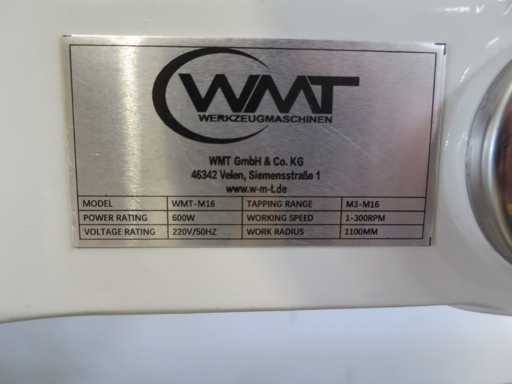 WMT
WERKZEUGMASCHINEN
WMT GmbH & Co. KG
46342 Velen, Siemensstraße 1
www.w-m-t.de
MODEL WMT-M16 TAPPING RANGE M3-M16
POWER RATING 600W WORKING SPEED 1-300RPM
VOLTAGE RATING 220V/50HZ WORK RADIUS 1100MM